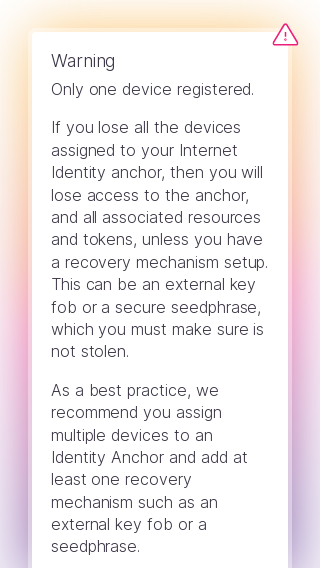 Warning
Only one device registered.
If you lose all the devices
assigned to your Internet
Identity anchor, then you will
lose access to the anchor,
and all associated resources
and tokens, unless you have
a recovery mechanism setup.
This can be an external key
fob or a secure seedphrase,
which you must make sure is
not stolen.
As a best practice, we
recommend you assign
multiple devices to an
Identity Anchor and add at
least one recovery
mechanism such as an
external key fob or a
seedphrase.